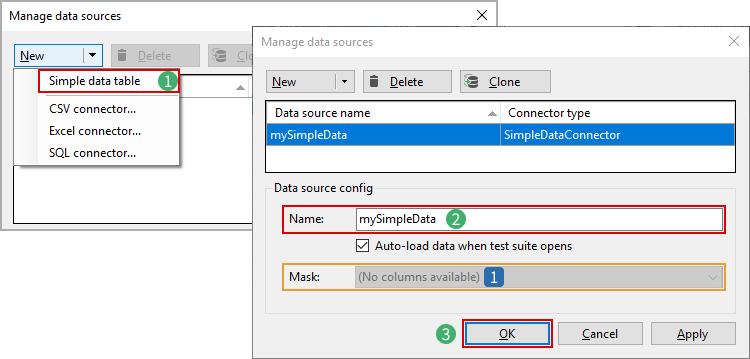 Manage data sources
New
Delete
Clo
Simple data table 1
CSV connector...
Excel connector...
SQL connector...
Manage data sources
New
Delete
Clone
Data source name Connector type
mySimpleData SimpleDataConnector
Data source config
Name: mySimpleData 2
Auto-load data when test suite opens
Mask: (No columns available) 1
3 OK Cancel Apply